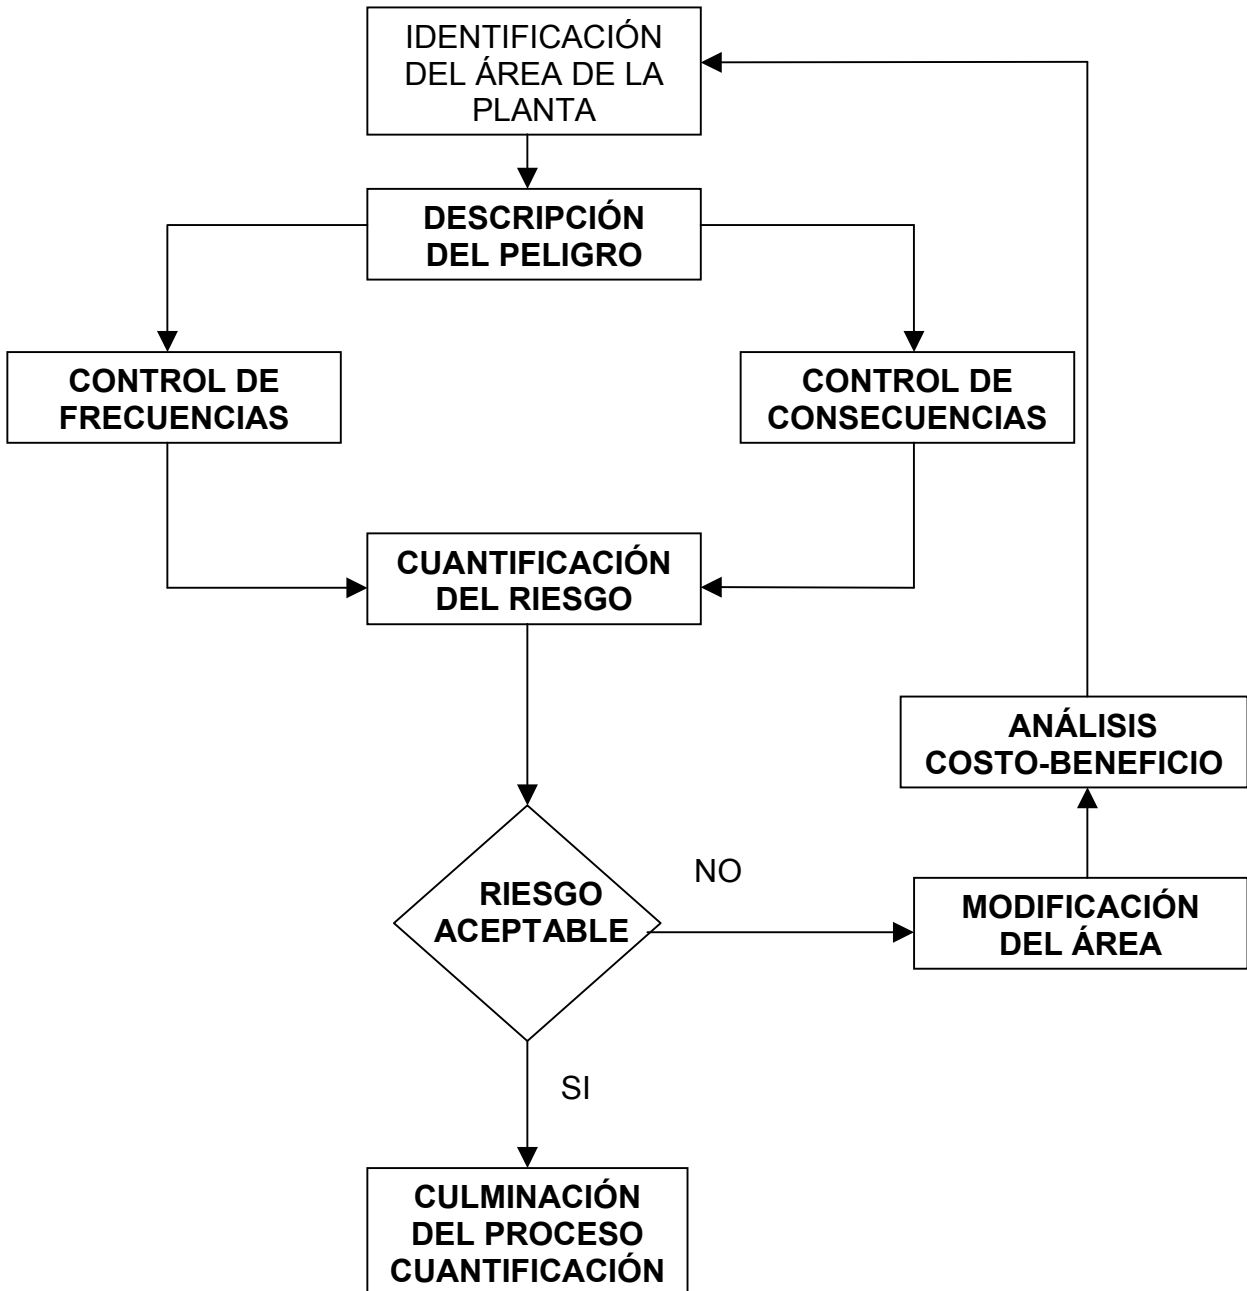 IDENTIFICACIÓN
DEL ÁREA DE LA
PLANTA
DESCRIPCIÓN
DEL PELIGRO
CONTROL DE
FRECUENCIAS
CONTROL DE
CONSECUENCIAS
CUANTIFICACIÓN
DEL RIESGO
ANÁLISIS
COSTO-BENEFICIO
RIESGO
ACEPTABLE
NO
MODIFICACIÓN
DEL ÁREA
SI
CULMINACIÓN
DEL PROCESO
CUANTIFICACIÓN